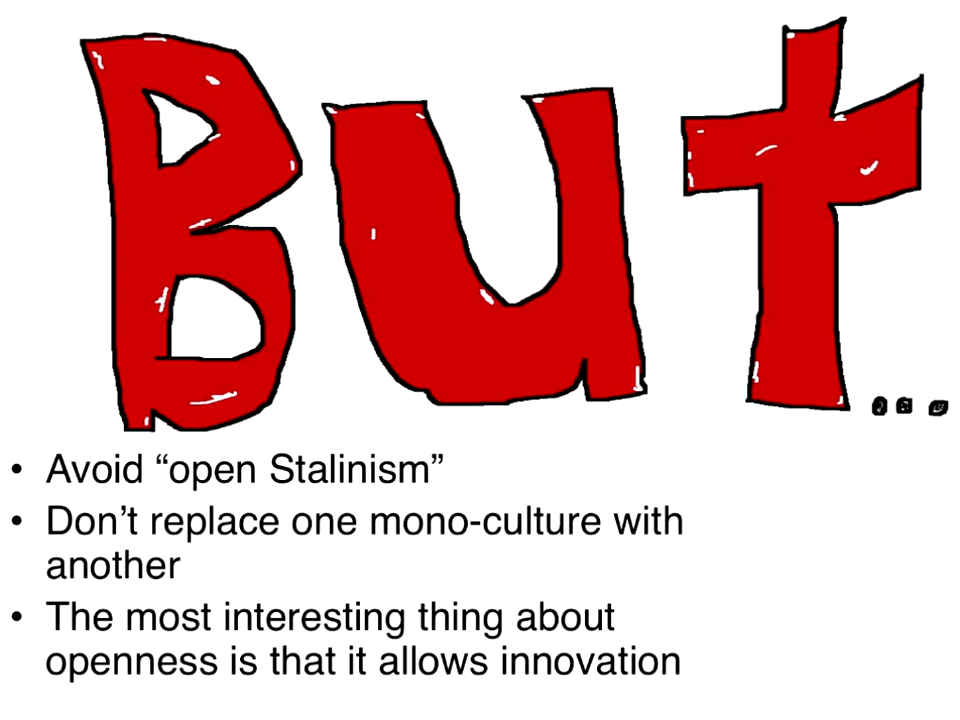 But...
• Avoid “open Stalinism”
• Don’t replace one mono-culture with
another
• The most interesting thing about
openness is that it allows innovation